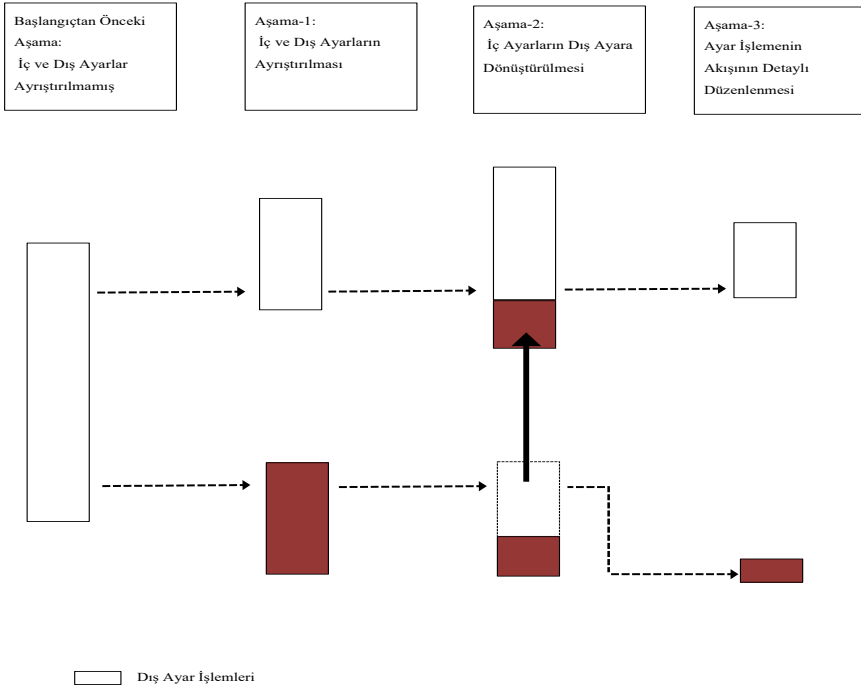 Başlangıçtan Önceki
Aşama:
İç ve Dış Ayarlar
Ayrıştırılmamış
Aşama-1:
İç ve Dış Ayarların
Ayrıştırılması
Aşama-2:
İç Ayarların Dış Ayara
Dönüştürülmesi
Aşama-3:
Ayar İşlemenin
Akışının Detaylı
Düzenlenmesi
Dış Ayar İşlemleri